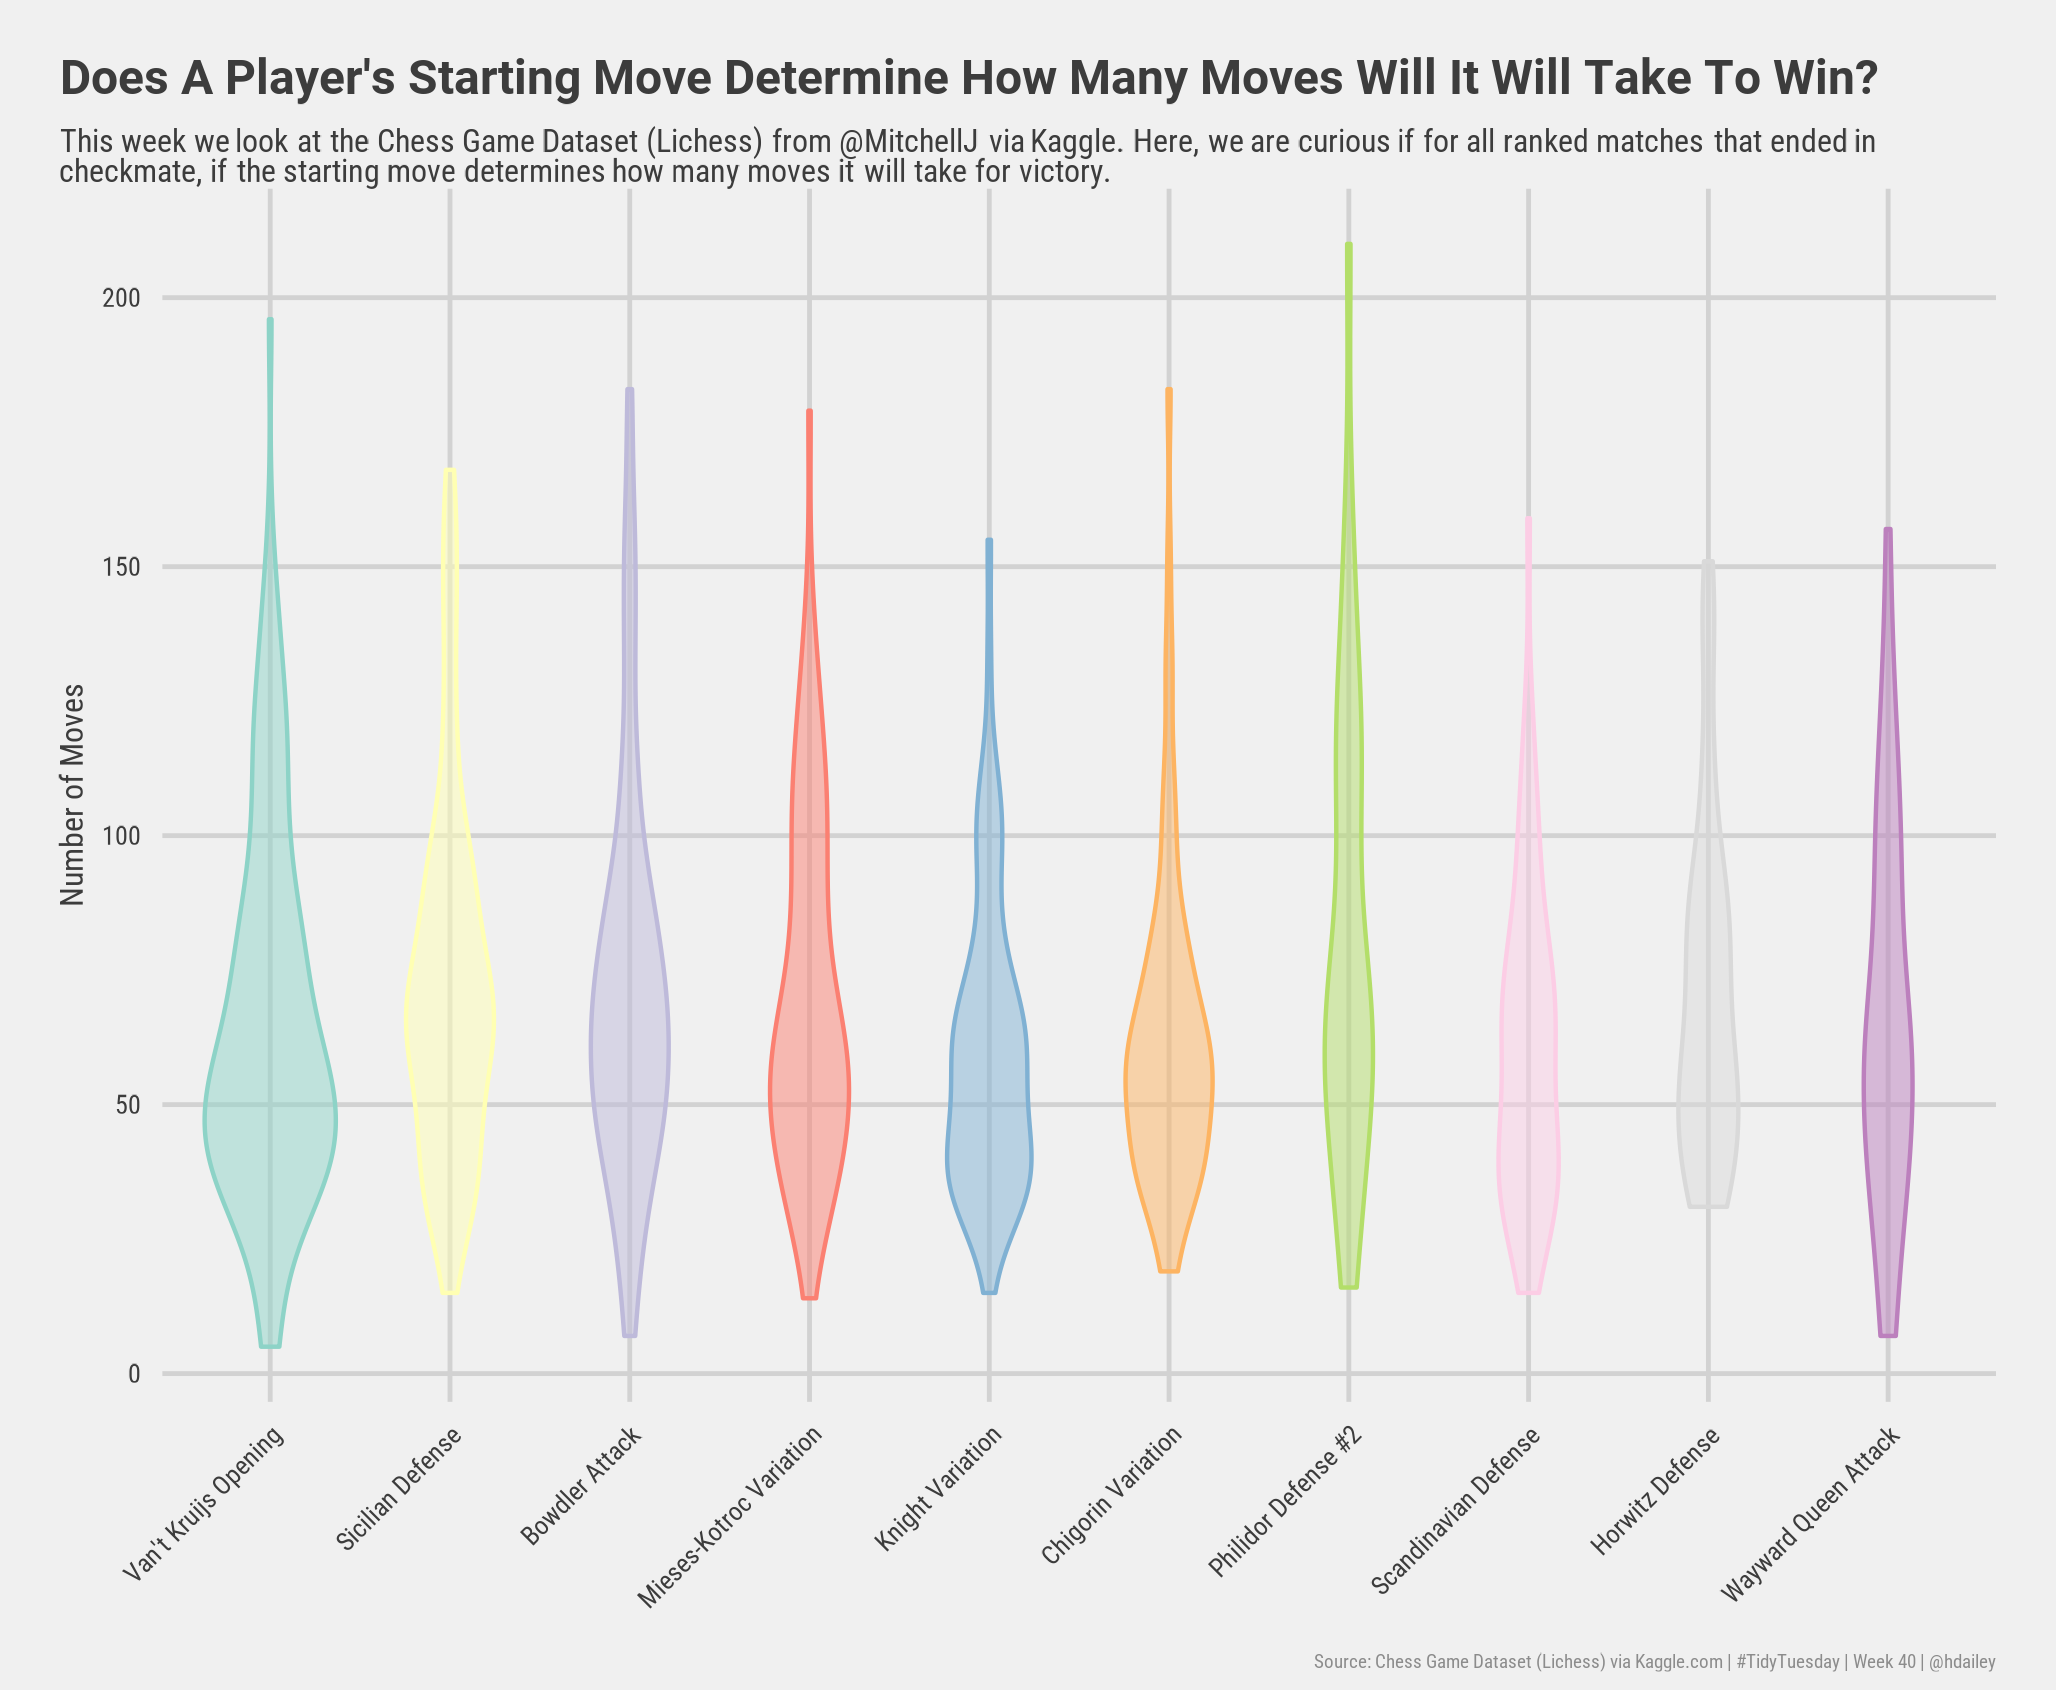 Does A Player's Starting Move Determine How Many Moves Will It Will Take To Win?
This week we look at the Chess Game Dataset (Lichess) from @MitchellJ via Kaggle. Here, we are curious if for all ranked matches that ended in
checkmate, if the starting move determines how many moves it will take for victory.
Number of Moves
200
150
100
50
0
Van't Kruijs Opening
Sicilian Defense
Bowdler Attack
Mieses-Kotroc Variation
Knight Variation
Chigorin Variation
Philidor Defense #2
Scandinavian Defense
Horwitz Defense
Wayward Queen Attack
Source: Chess Game Dataset (Lichess) via Kaggle.com | #TidyTuesday | Week 40 | @hdailey